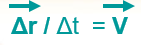 Δr / Δt = V